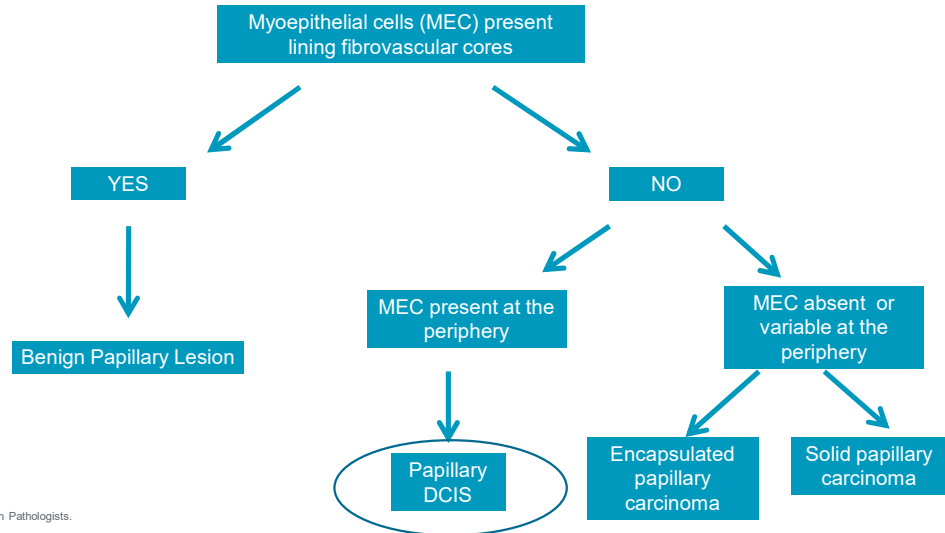 Myoepithelial cells (MEC) present
lining fibrovascular cores
YES
NO
MEC present at the
periphery
MEC absent or
variable at the
periphery
Benign Papillary Lesion
Papillary
DCIS
Encapsulated
papillary
carcinoma
Solid papillary
carcinoma
n Pathologists.